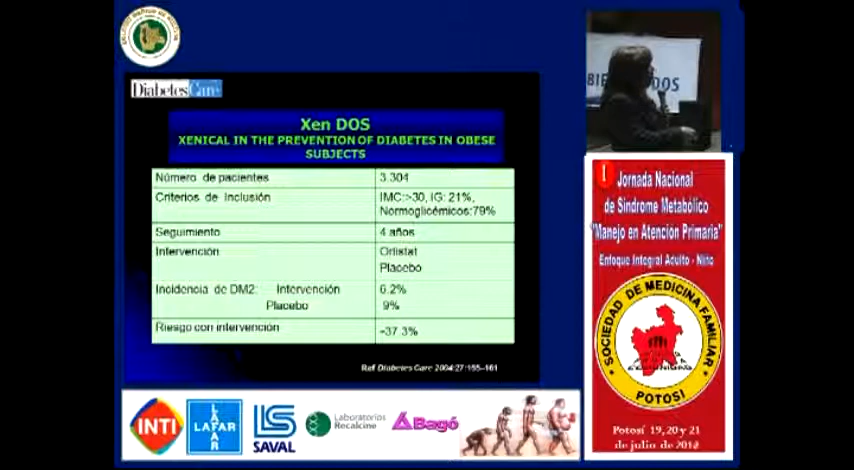 DiabetesCare
Xen DOS
XENICAL IN THE PREVENTION OF DIABETES IN OBESE
SUBJECTS
Número de pacientes 3.304
Criterios de Inclusión IMC:>30, IG: 21%,
Normoglicémicos:79%
Seguimiento 4 años
Intervención Orlistat
Placebo
Incidencia de DM2: Intervención 6.2%
Placebo 9%
Riesgo con intervención -37.3%
Ref Diabetes Care 2004:27:155-161
DOS
I Jornada Nacional
de Síndrome Metabólico
"Manejo en Atención Primaria"
Enfoque Integral Adulto - Niño
SOCIEDAD DE MEDICINA FAMILIAR
POTOSI
Potosí 19, 20 y 21
de julio de 2012
INTI
LAFAR
LAFAR
SAVAL
Laboratorios
Recalcine
Bagó